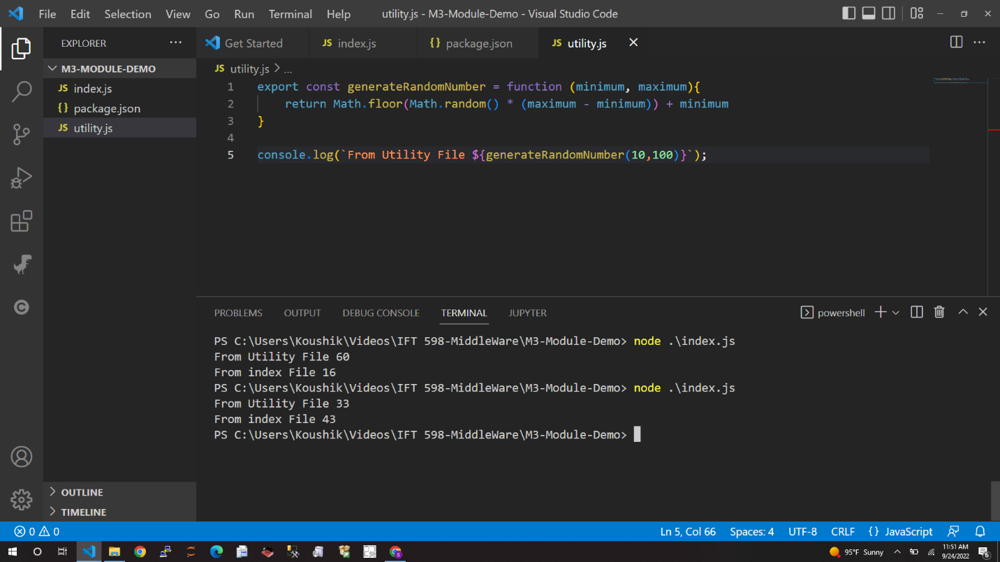 File Edit Selection View Go Run Terminal Help utility.js - M3-Module-Demo - Visual Studio Code
EXPLORER ...
Get Started JS index.js {} package.json JS utility.js
M3-MODULE-DEMO
JS index.js
{} package.json
JS utility.js
JS utility.js > ...
1 export const generateRandomNumber = function (minimum, maximum){
2 return Math.floor(Math.random() * (maximum - minimum)) + minimum
3 }
4
5 console.log(`From Utility File ${generateRandomNumber(10,100)}`);
PROBLEMS OUTPUT DEBUG CONSOLE TERMINAL JUPYTER powershell
PS C:\Users\Koushik\Videos\IFT 598-MiddleWare\M3-Module-Demo> node .\index.js
From Utility File 60
From index File 16
PS C:\Users\Koushik\Videos\IFT 598-MiddleWare\M3-Module-Demo> node .\index.js
From Utility File 33
From index File 43
PS C:\Users\Koushik\Videos\IFT 598-MiddleWare\M3-Module-Demo>
OUTLINE
TIMELINE
0 0 Ln 5, Col 66 Spaces: 4 UTF-8 CRLF {} JavaScript
95°F Sunny 11:51 AM
9/24/2022 6